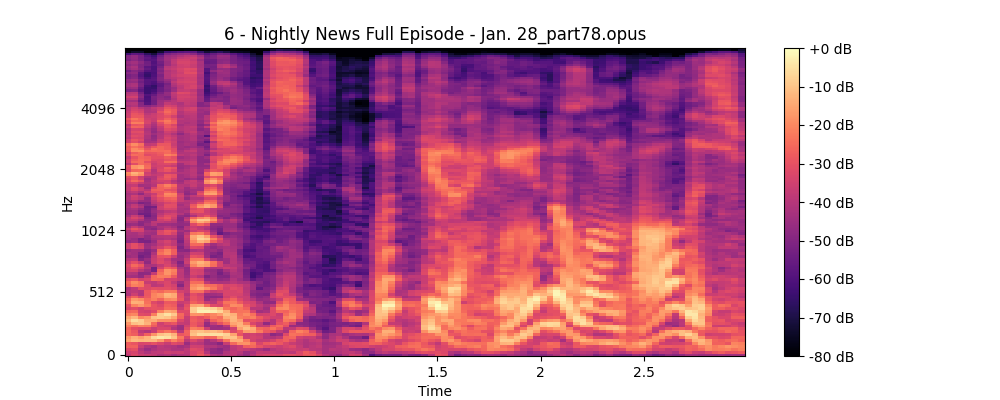 6 - Nightly News Full Episode - Jan. 28_part78.opus
Hz
4096
2048
1024
512
0
0
0.5
1
1.5
2
2.5
Time
+0 dB
-10 dB
-20 dB
-30 dB
-40 dB
-50 dB
-60 dB
-70 dB
-80 dB